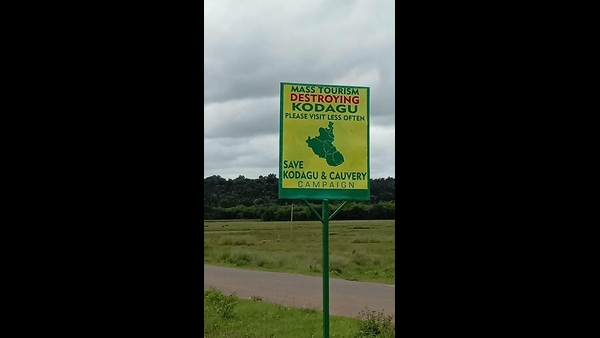 MASS TOURISM
DESTROYING
KODAGU
PLEASE VISIT LESS OFTEN
SAVE
KODAGU & CAUVERY
CAMPAIGN